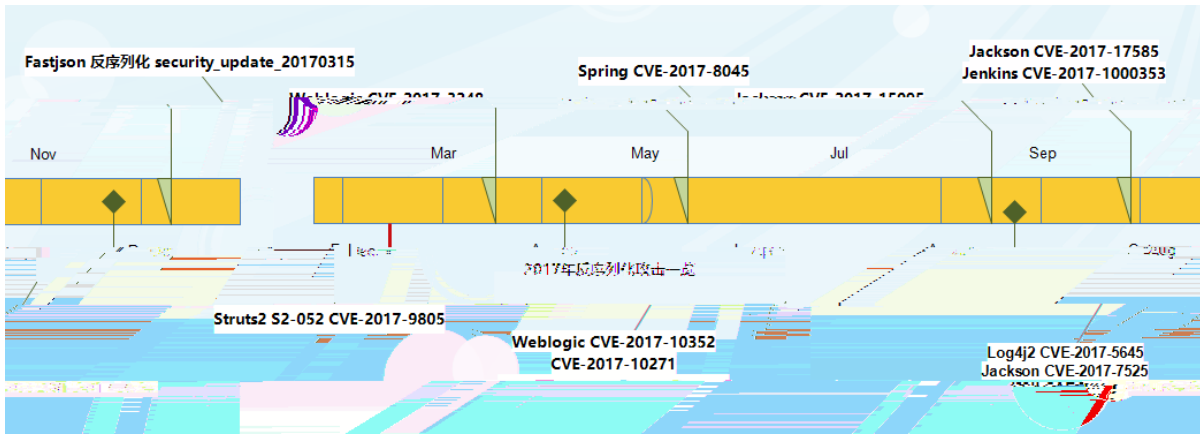 Fastjson 反序列化 security_update_20170315
Spring CVE-2017-8045
Jackson CVE-2017-17585
Jenkins CVE-2017-1000353
Nov
Mar
May
Jul
Sep
2017年反序列化攻击一览
Struts2 S2-052 CVE-2017-9805
Weblogic CVE-2017-10352
CVE-2017-10271
Log4j2 CVE-2017-5645
Jackson CVE-2017-7525